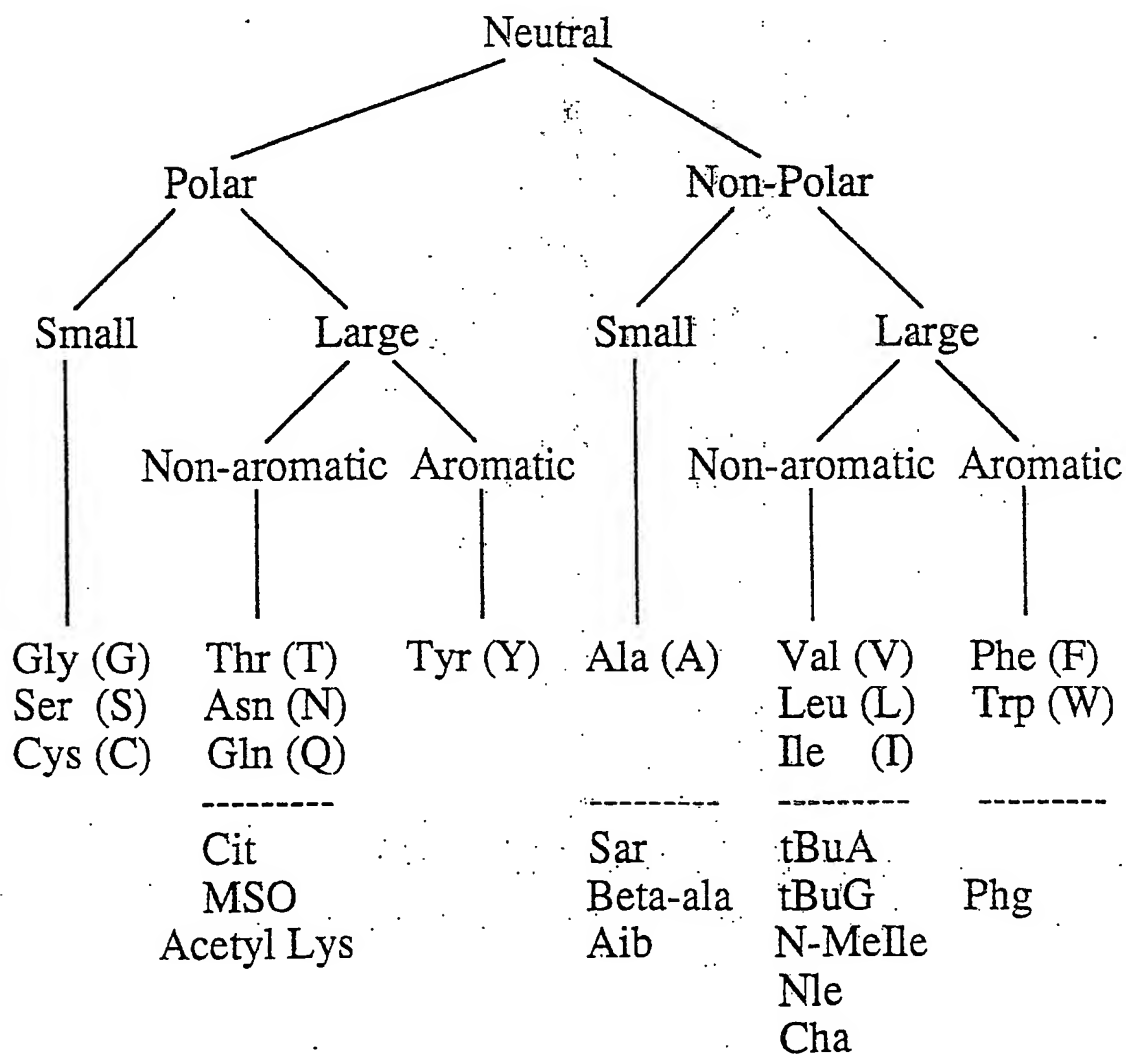 Neutral
Polar Non-Polar
Small Large Small Large
Non-aromatic Aromatic Non-aromatic Aromatic
Gly (G) Thr (T) Tyr (Y) Ala (A) Val (V) Phe (F)
Ser (S) Asn (N) Leu (L) Trp (W)
Cys (C) Gln (Q) Ile (I)
--------- --------- --------- ---------
Cit Sar tBuA
MSO Beta-ala tBuG Phg
Acetyl Lys Aib N-MeIle
Nle
Cha